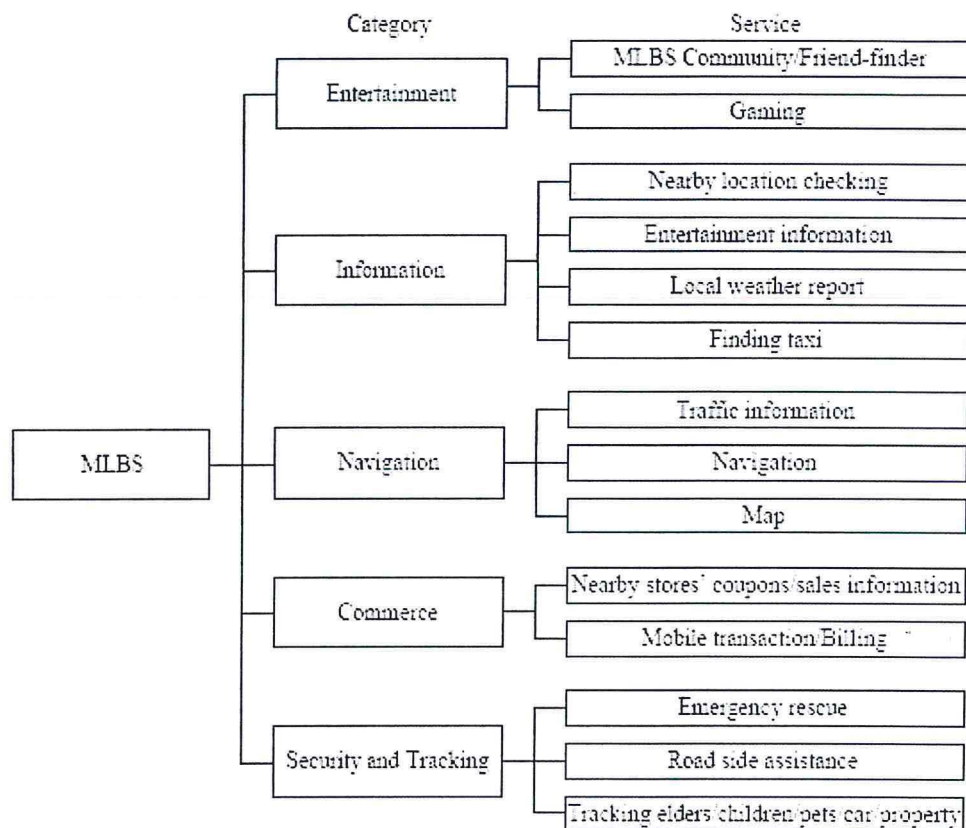 Category
Service
Entertainment
MLBS Community/Friend-finder
Gaming
Information
Nearby location checking
Entertainment information
Local weather report
Finding taxi
MLBS
Navigation
Traffic information
Navigation
Map
Commerce
Nearby stores' coupons/sales information
Mobile transaction/Billing
Security and Tracking
Emergency rescue
Road side assistance
Tracking elders/children/pets/car/property